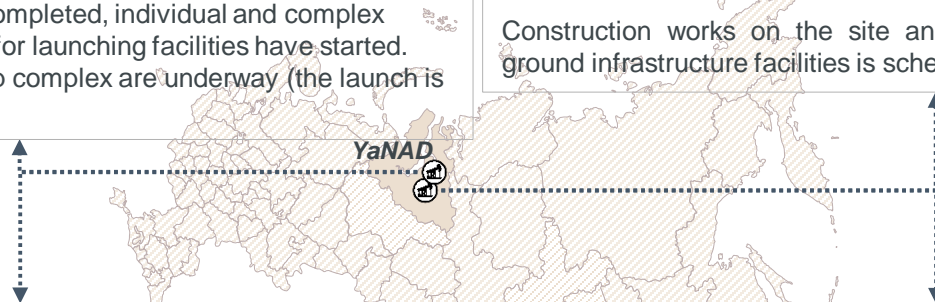 ompleted, individual and complex
for launching facilities have started.
o complex are underway (the launch is
Construction works on the site an
ground infrastructure facilities is sche
YaNAD